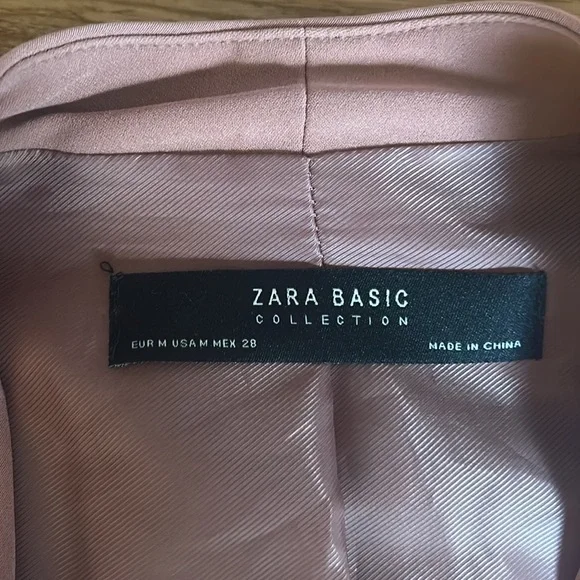 ZARA BASIC
COLLECTION
EUR M USA M MEX 28
MADE IN CHINA